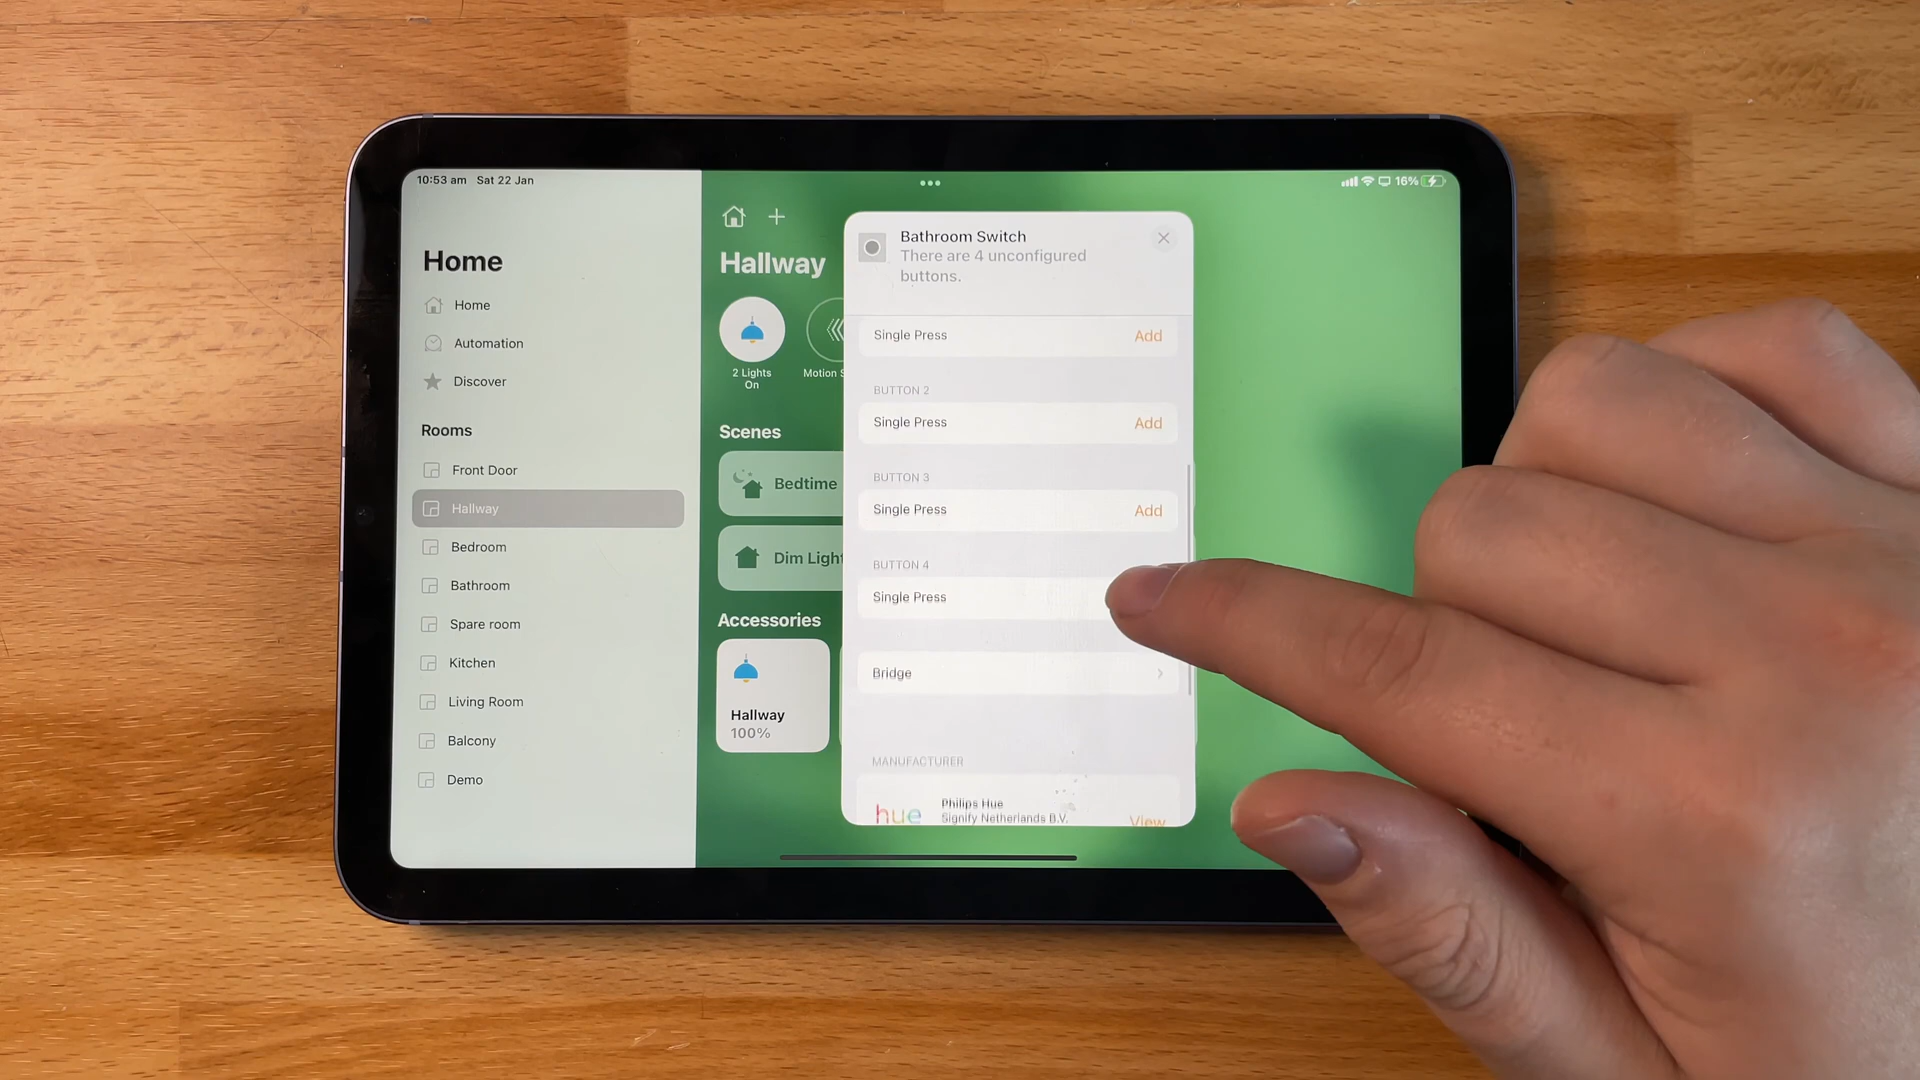 10:53 am Sat 22 Jan
16%
Home
Home
Automation
Discover
Rooms
Front Door
Hallway
Bedroom
Bathroom
Spare room
Kitchen
Living Room
Balcony
Demo
Hallway
2 Lights
On
Motion S
Scenes
Bedtime
Dim Light
Accessories
Hallway
100%
Bathroom Switch
There are 4 unconfigured
buttons.
Single Press Add
BUTTON 2
Single Press Add
BUTTON 3
Single Press Add
BUTTON 4
Single Press
Bridge
MANUFACTURER
hue
Philips Hue
Signify Netherlands B.V.
View